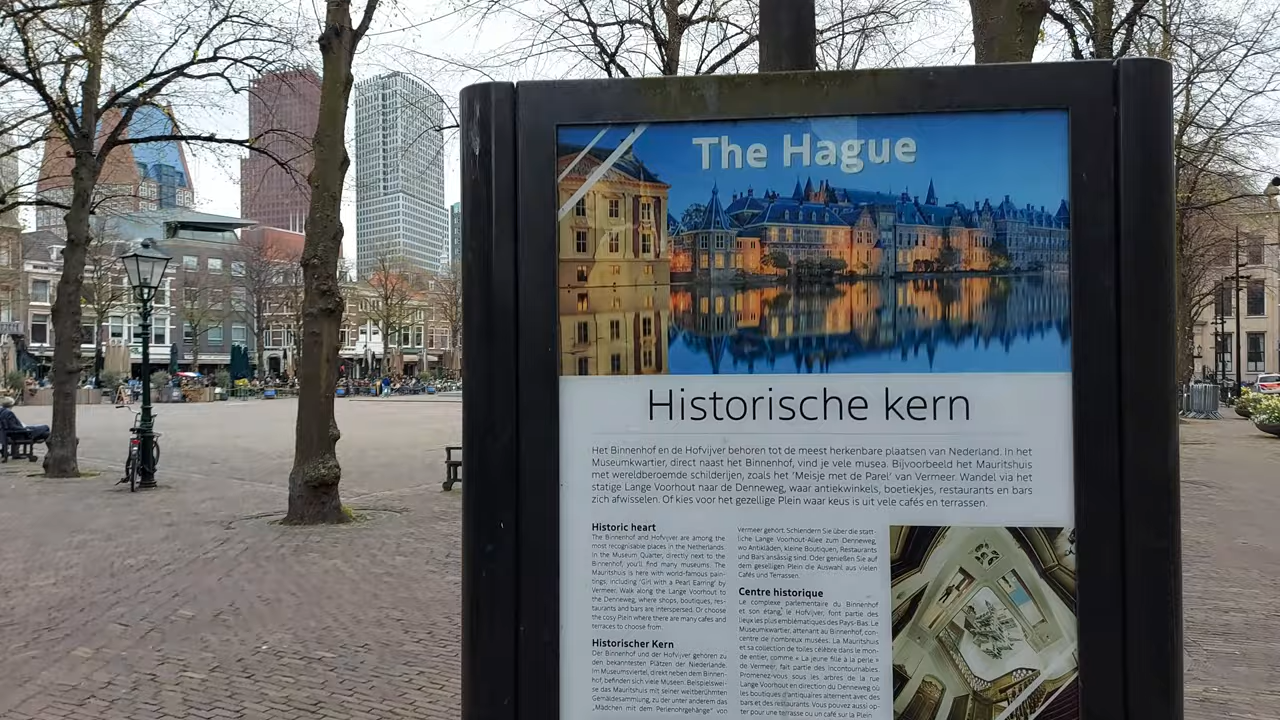 The Hague
Historische kern
Het Binnenhof en de Hofvijver behoren tot de meest herkenbare plaatsen van Nederland. In het
Museumkwartier, direct naast het Binnenhof, vind je vele musea. Bijvoorbeeld het Mauritshuis
met wereldberoemde schilderijen, zoals het 'Meisje met de Parel' van Vermeer. Wandel via het
statige Lange Voorhout naar de Denneweg, waar antiekwinkels, boetiekjes, restaurants en bars
zich afwisselen. Of kies voor het gezellige Plein waar keus is uit vele cafés en terrassen.
Historic heart
The Binnenhof and Hofvijver are among the
most recognisable places in the Netherlands.
In the Museum Quarter, directly next to the
Binnenhof, you'll find many museums. The
Mauritshuis is here with world-famous pain-
tings, including 'Girl with a Pearl Earring' by
Vermeer. Walk along the Lange Voorhout to
the Denneweg, where shops, boutiques, res-
taurants and bars are interspersed. Or choose
the cosy Plein where there are many cafes and
terraces to choose from.
Historischer Kern
Der Binnenhof und der Hofvijver gehören zu
den bekanntesten Plätzen der Niederlande.
Im Museumsviertel, direkt neben dem Binnen-
hof, befinden sich viele Museen. Beispielswei-
se das Mauritshuis mit seiner weltberühmten
Gemäldesammlung, zu der unter anderem das
„Mädchen mit dem Perlenohrgehänge" von
Vermeer gehört. Schlendern Sie über die statt-
liche Lange Voorhout-Allee zum Denneweg,
wo Antikläden, kleine Boutiquen, Restaurants
und Bars ansässig sind. Oder genießen Sie auf
dem geselligen Plein die Auswahl aus vielen
Cafés und Terrassen.
Centre historique
Le complexe parlementaire du Binnenhof
et son étang, le Hofvijver, font partie des
lieux les plus emblématiques des Pays-Bas. Le
Museumkwartier, attenant au Binnenhof, con-
centre de nombreux musées. La Mauritshuis
et sa collection de toiles célèbre dans le mon-
de entier, comme « La jeune fille à la perle »
de Vermeer, fait partie des incontournables.
Promenez-vous sous les arbres de la rue
Lange Voorhout en direction du Denneweg où
les boutiques d'antiquaires alternent avec des
bars et des restaurants. Vous pouvez aussi op-
ter pour une terrasse ou un café sur la Plein.